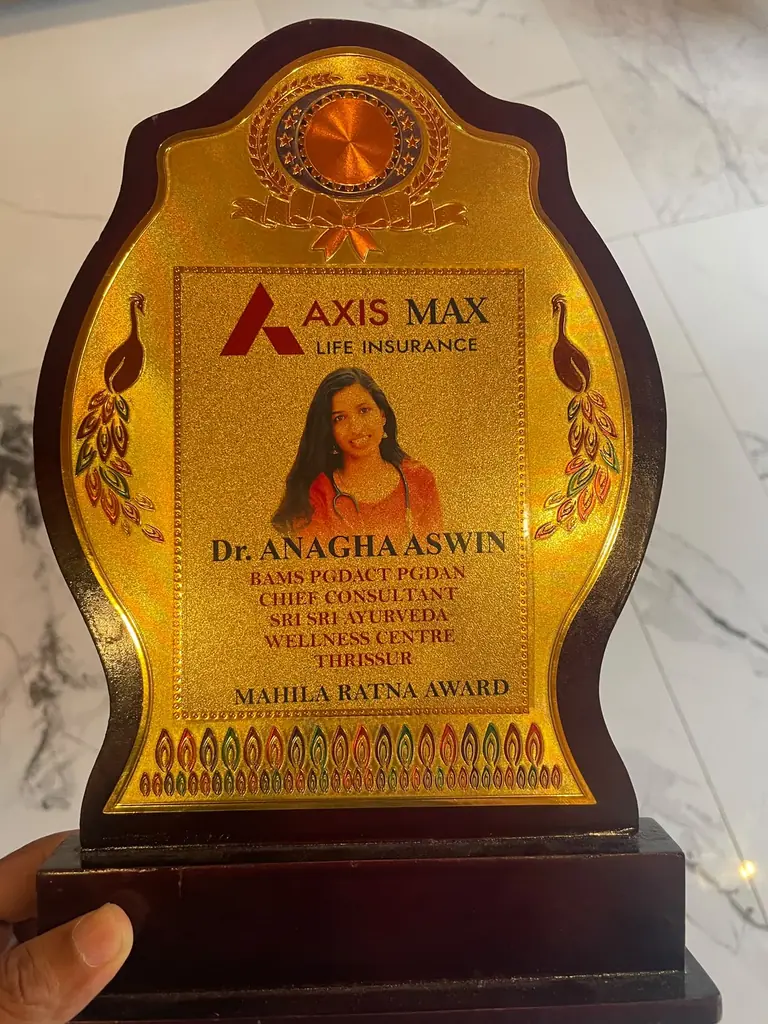 AXIS MAX
LIFE INSURANCE
Dr. ANAGHA ASWIN
BAMS PGDACT PGDAN
CHIEF CONSULTANT
SRI SRI AYURVEDA
WELLNESS CENTRE
THRISSUR
MAHILA RATNA AWARD